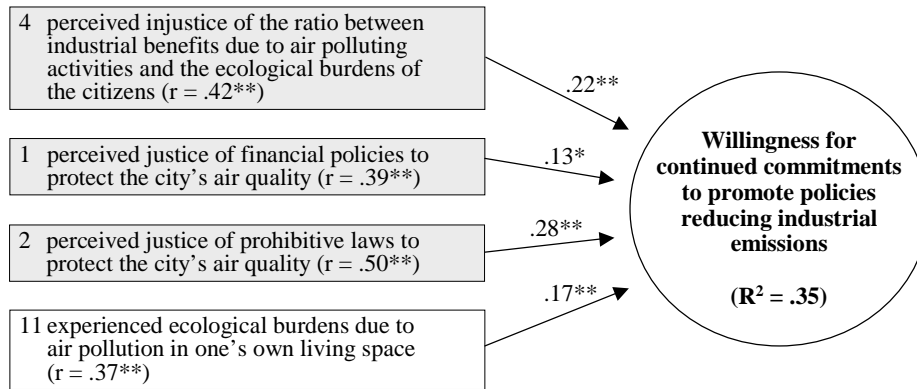 4 perceived injustice of the ratio between
industrial benefits due to air polluting
activities and the ecological burdens of
the citizens (r = .42**)
.22**
1 perceived justice of financial policies to
protect the city’s air quality (r = .39**)
.13*
2 perceived justice of prohibitive laws to
protect the city’s air quality (r = .50**)
.28**
11 experienced ecological burdens due to
air pollution in one’s own living space
(r = .37**)
.17**
Willingness for
continued commitments
to promote policies
reducing industrial
emissions
(R² = .35)